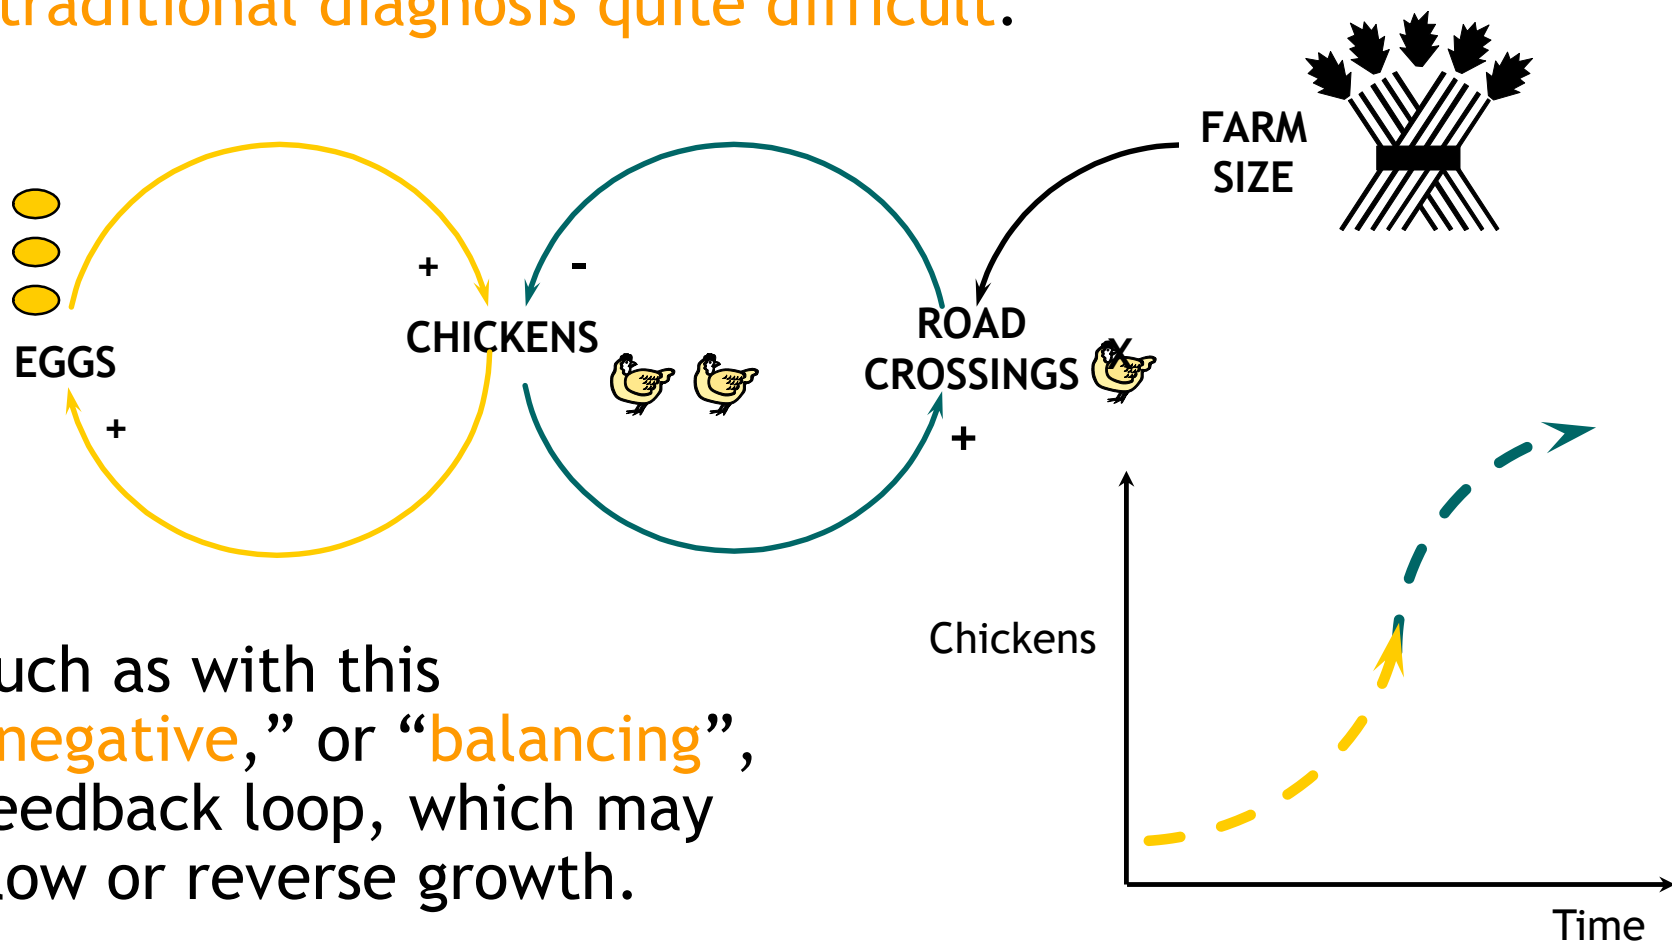 traditional diagnosis quite difficult.
FARM
SIZE
+
-
CHICKENS
ROAD
CROSSINGS
X
EGGS
+
+
Chickens
uch as with this
negative,” or “balancing”,
eedback loop, which may
low or reverse growth.
Time